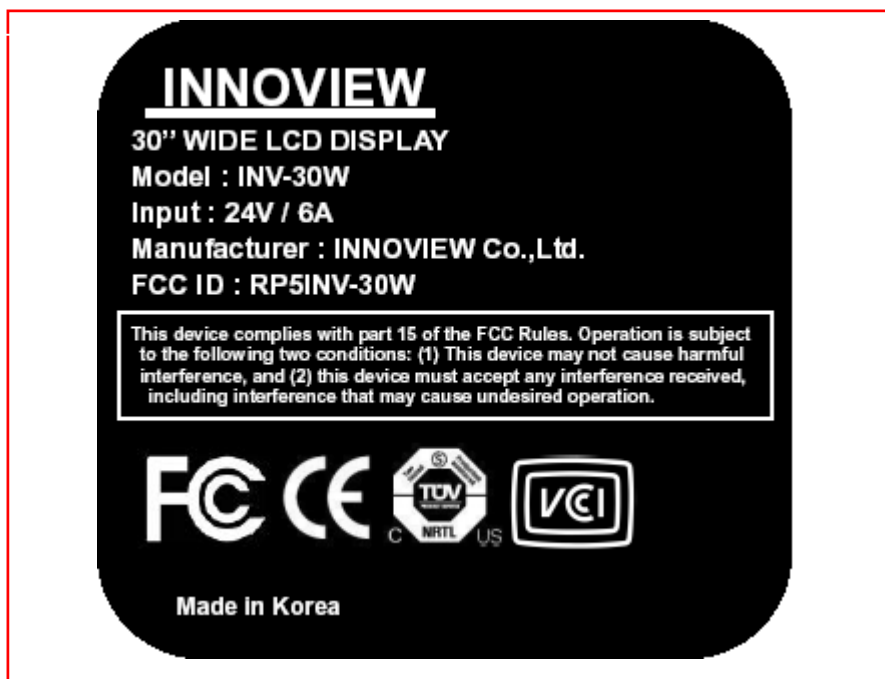 INNOVIEW
30’’ WIDE LCD DISPLAY
Model : INV-30W
Input : 24V / 6A
Manufacturer : INNOVIEW Co.,Ltd.
FCC ID : RP5INV-30W
This device complies with part 15 of the FCC Rules. Operation is subject
to the following two conditions: (1) This device may not cause harmful
interference, and (2) this device must accept any interference received,
including interference that may cause undesired operation.
FC CE TÜV VCI
C NRTL US
Made in Korea